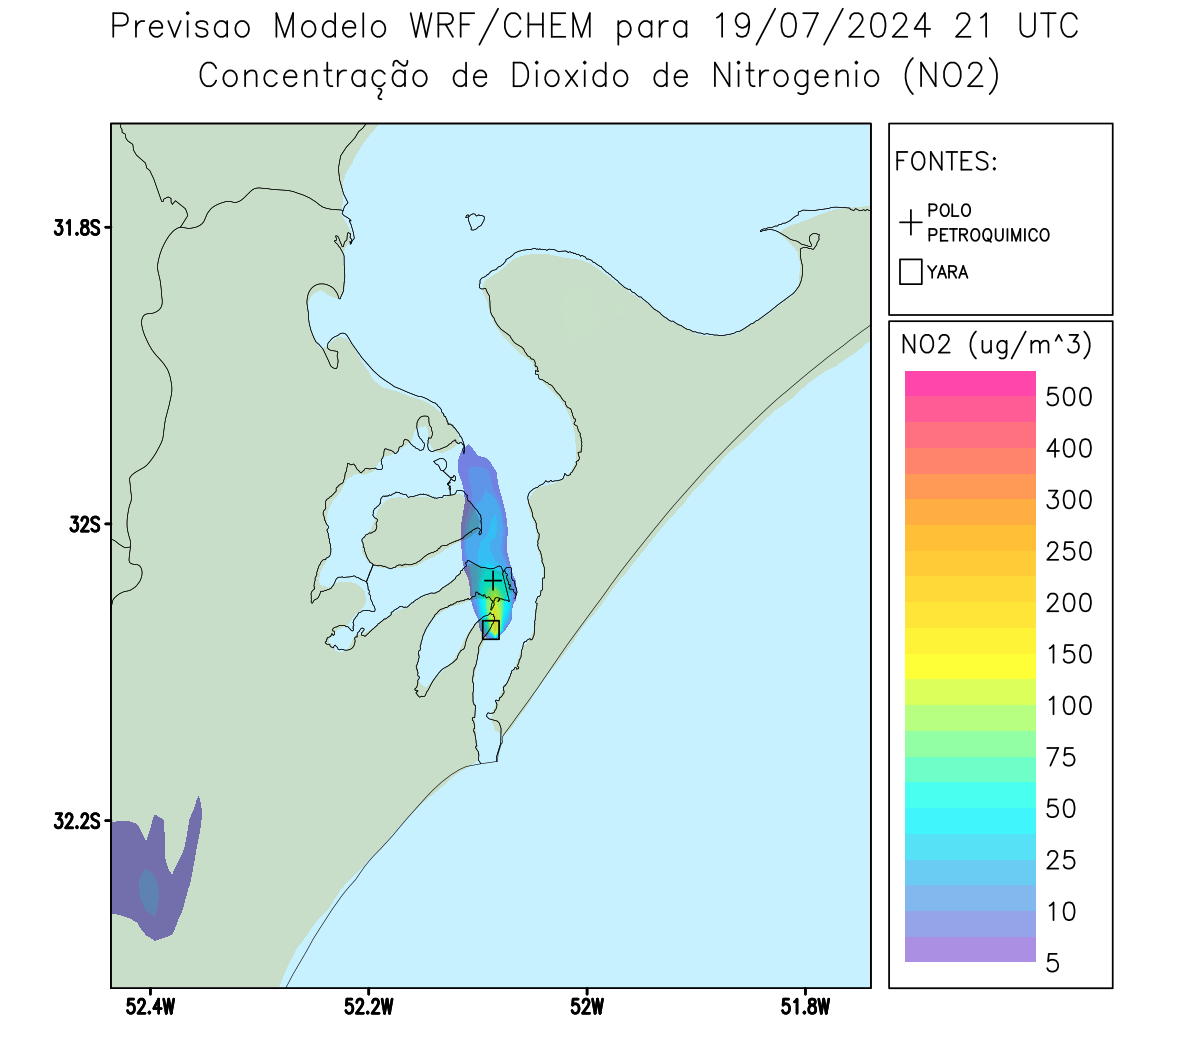 Previsao Modelo WRF/CHEM para 19/07/2024 21 UTC
Concentração de Dioxido de Nitrogenio (NO2)
FONTES:
POLO
PETROQUIMICO
YARA
31.8S
32S
32.2S
52.4W
52.2W
52W
51.8W
NO2 (ug/m^3)
500
400
300
250
200
150
100
75
50
25
10
5